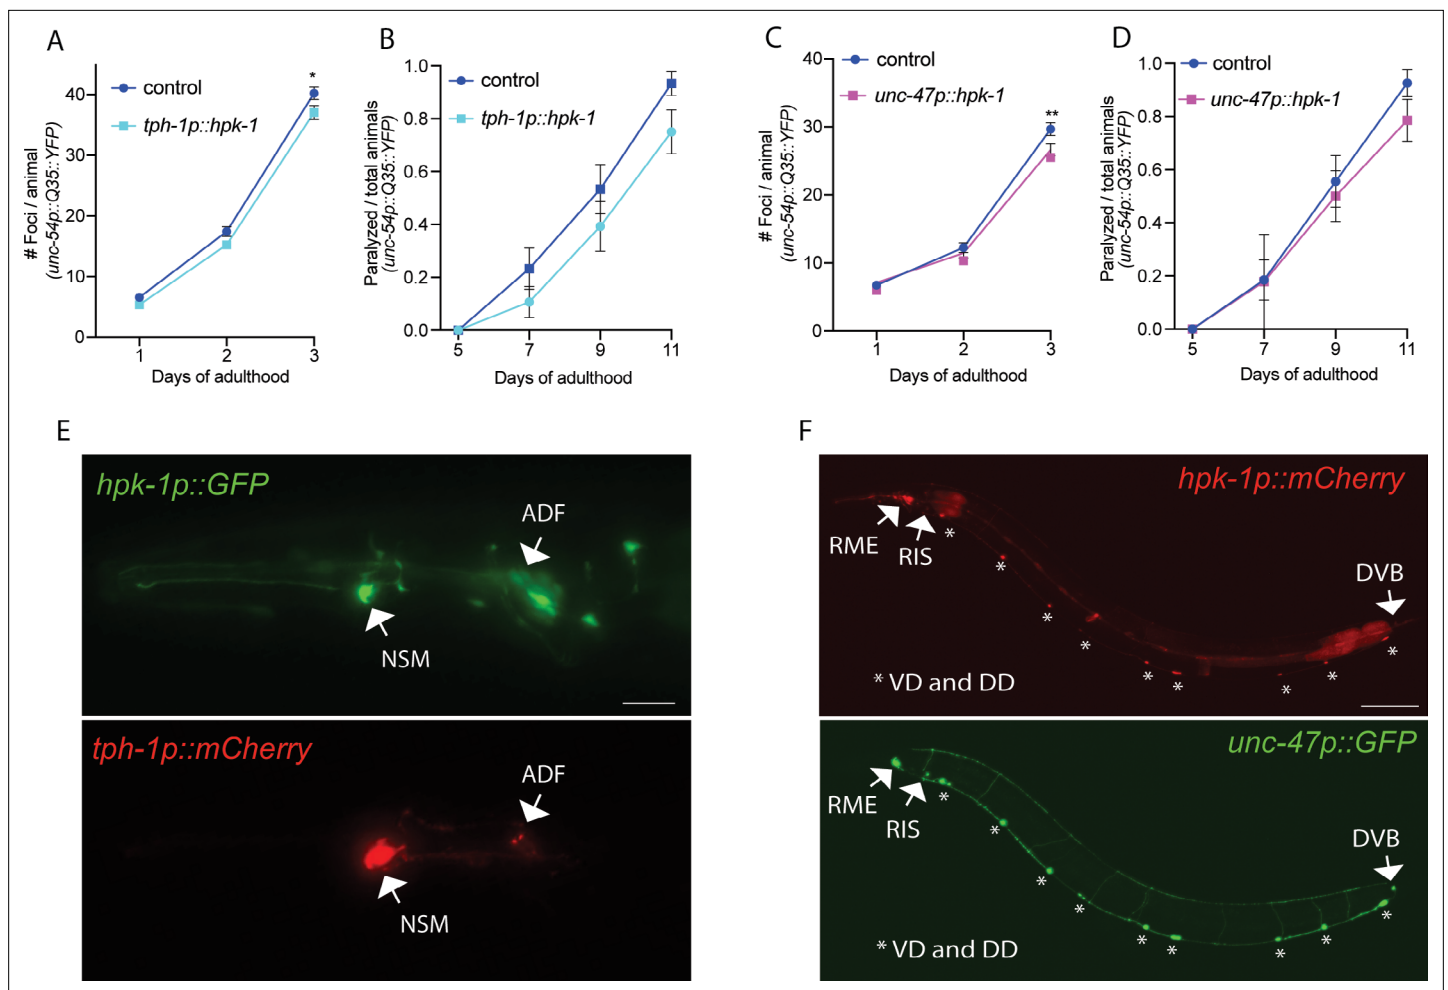 A
# Foci / animal
(unc-54p::Q35::YFP)
control
tph-1p::hpk-1
*
40
30
20
10
0
1 2 3
Days of adulthood
B
Paralyzed / total animals
(unc-54p::Q35::YFP)
control
tph-1p::hpk-1
1.0
0.8
0.6
0.4
0.2
0.0
5 7 9 11
Days of adulthood
C
# Foci / animal
(unc-54p::Q35::YFP)
control
unc-47p::hpk-1
**
40
30
20
10
0
1 2 3
Days of adulthood
D
Paralyzed / total animals
(unc-54p::Q35::YFP)
control
unc-47p::hpk-1
1.0
0.8
0.6
0.4
0.2
0.0
5 7 9 11
Days of adulthood
E
hpk-1p::GFP
ADF
NSM
tph-1p::mCherry
ADF
NSM
F
hpk-1p::mCherry
RME
RIS
DVB
* * * * * * * * *
* VD and DD
unc-47p::GFP
RME
RIS
DVB
* * * * * * * * *
* VD and DD